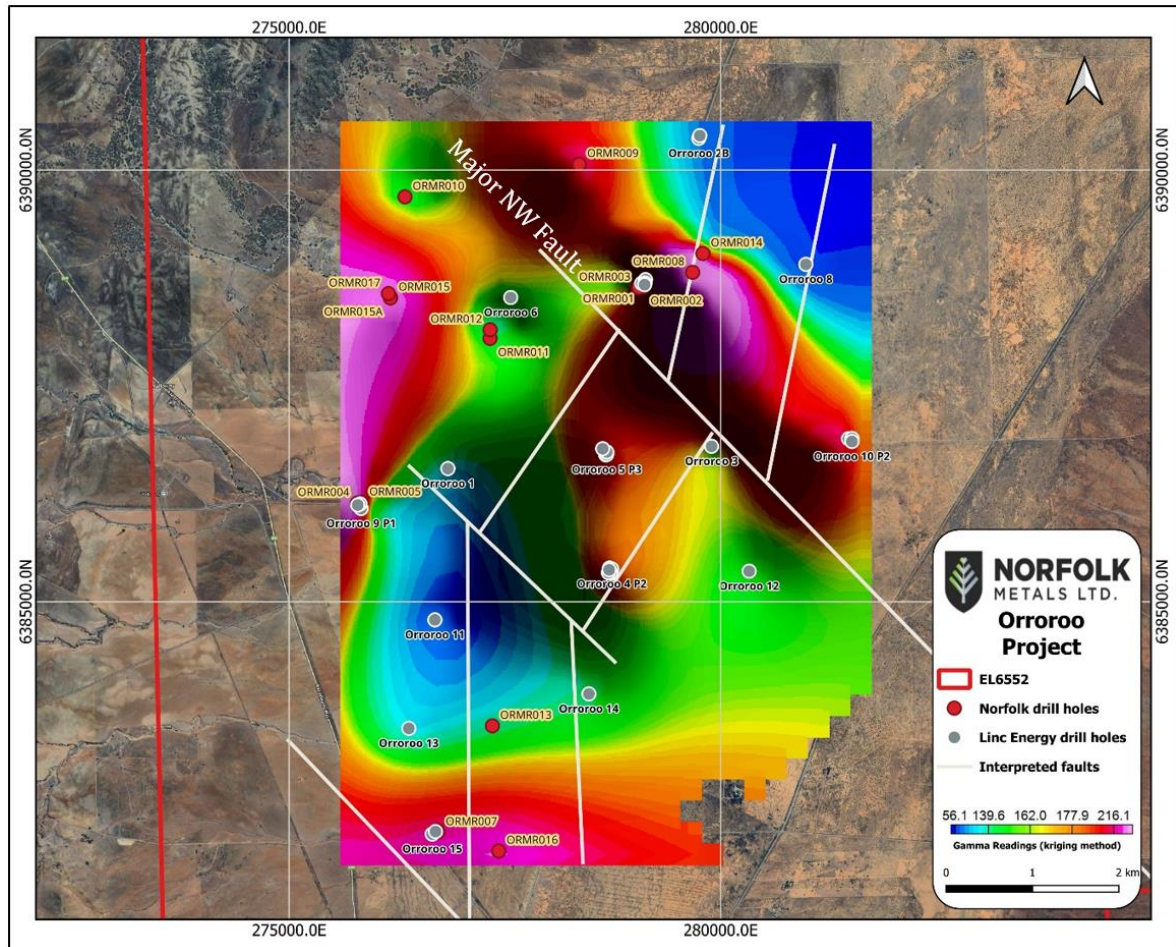 275000.0E
280000.0E
6390000.0N
6390000.0N
Major NW Fault
ORMR009
Orroroo 2B
ORMR010
ORMR014
ORMR008
ORMR003
Orroroo 8
ORMR017
ORMR015
ORMR001
ORMR002
ORMR015A
Orroroo 6
ORMR012
ORMR011
Orroroo 5 P3
Orroroo 3
Orroroo 10 P2
Orroroo 1
ORMR004
ORMR005
Orroroo 9 P1
Orroroo 4 P2
Orroroo 12
6385000.0N
6385000.0N
Orroroo 11
Orroroo 14
ORMR013
Orroroo 13
ORMR007
Orroroo 15
ORMR016
NORFOLK
METALS LTD.
Orroroo
Project
EL6552
Norfolk drill holes
Linc Energy drill holes
Interpreted faults
56.1 139.6 162.0 177.9 216.1
Gamma Readings (kriging method)
0 1 2 km
275000.0E
280000.0E